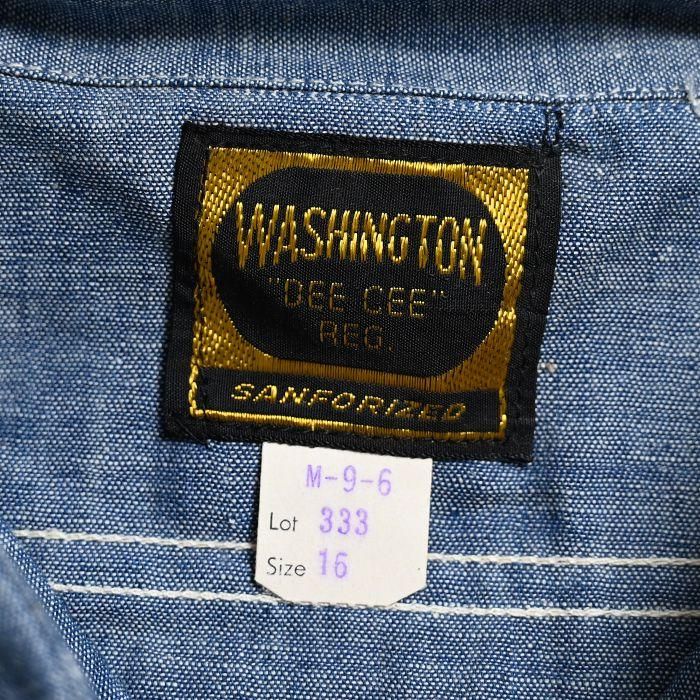 WASHINGTON
"DEE CEE"
REG.
SANFORIZED
M-9-6
Lot 333
Size 16